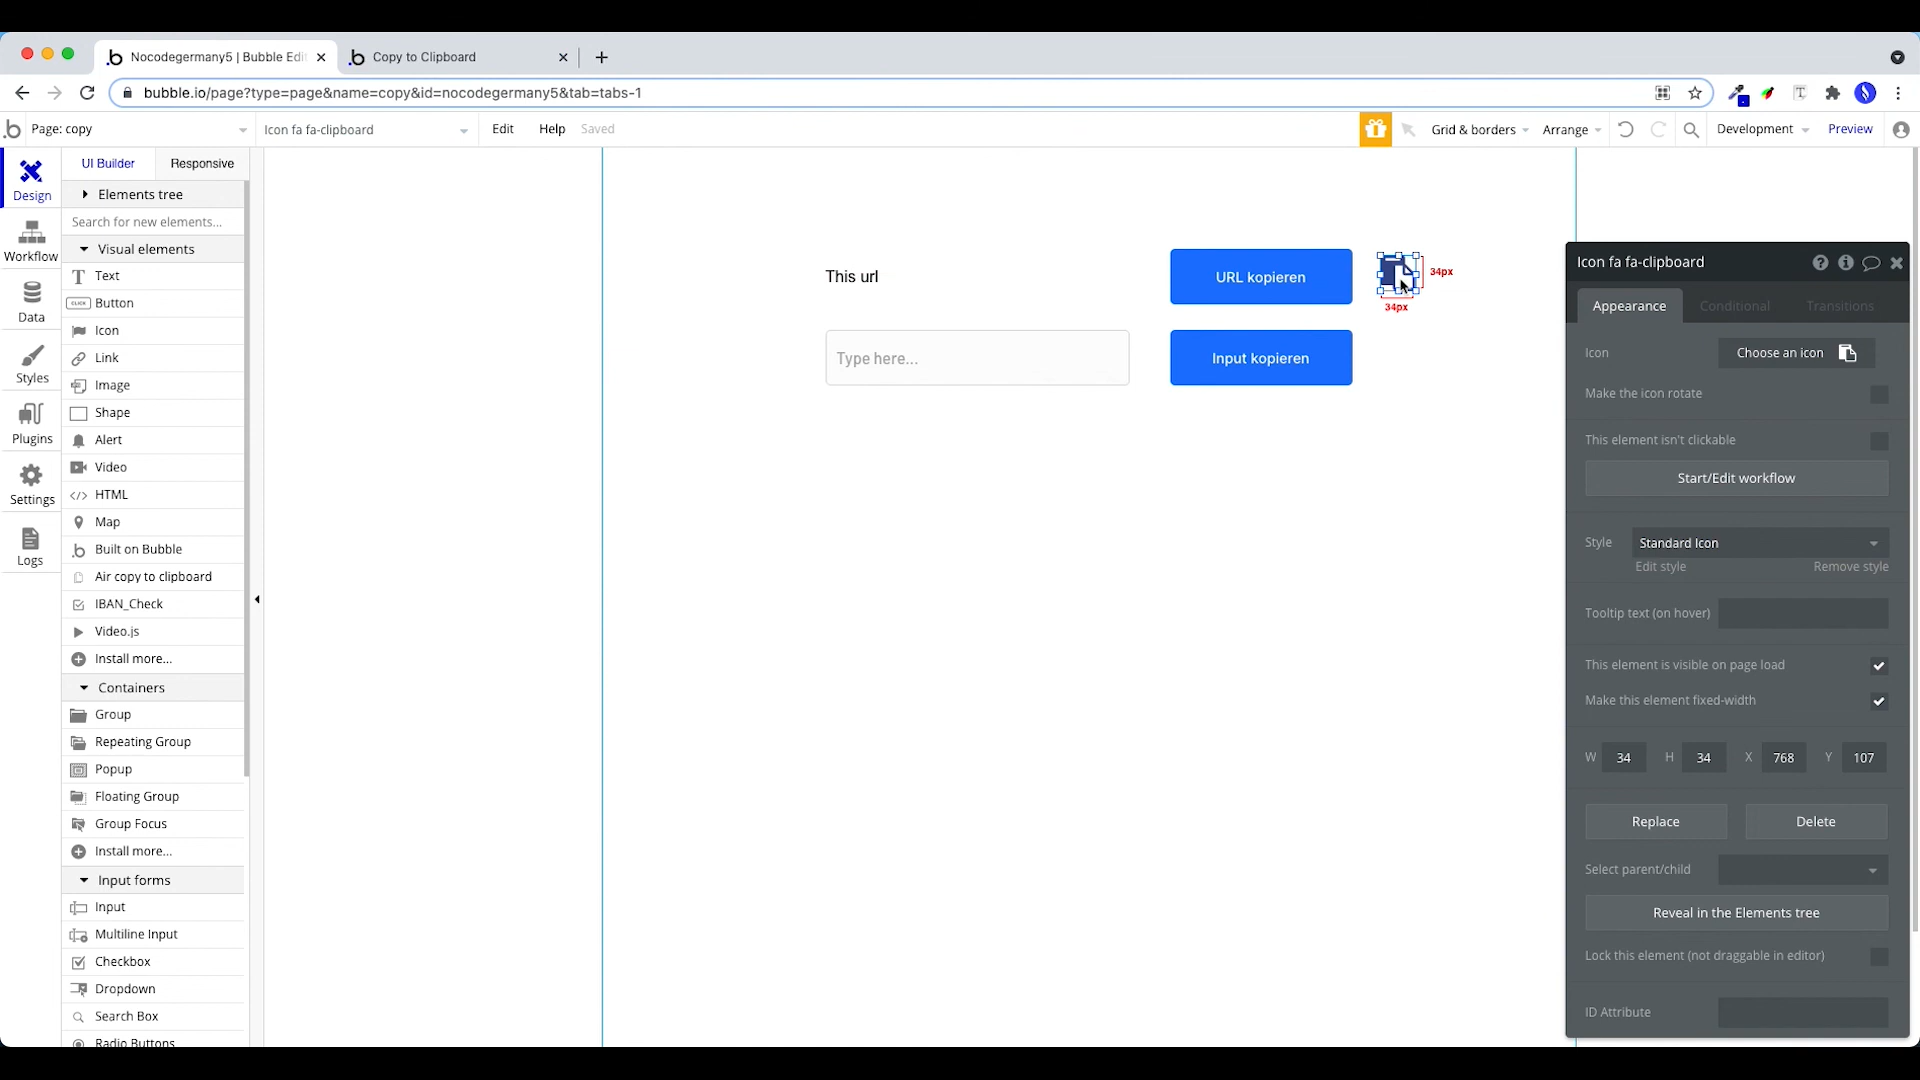 Nocodegermany5 | Bubble Edi
Copy to Clipboard
bubble.io/page?type=page&name=copy&id=nocodegermany5&tab=tabs-1
Page: copy
Icon fa fa-clipboard
Edit
Help
Saved
Grid & borders
Arrange
Development
Preview
UI Builder
Responsive
Design
Workflow
Data
Styles
Plugins
Settings
Logs
Elements tree
Search for new elements...
Visual elements
Text
CLICK
Button
Icon
Link
Image
Shape
Alert
Video
</> HTML
Map
Built on Bubble
Air copy to clipboard
IBAN_Check
Video.js
Install more...
Containers
Group
Repeating Group
Popup
Floating Group
Group Focus
Install more...
Input forms
Input
Multiline Input
Checkbox
Dropdown
Search Box
Radio Buttons
This url
URL kopieren
34px
34px
Type here...
Input kopieren
Icon fa fa-clipboard
Appearance
Conditional
Transitions
Icon
Choose an icon
Make the icon rotate
This element isn't clickable
Start/Edit workflow
Style
Standard Icon
Edit style
Remove style
Tooltip text (on hover)
This element is visible on page load
Make this element fixed-width
W 34 H 34 X 768 Y 107
Replace
Delete
Select parent/child
Reveal in the Elements tree
Lock this element (not draggable in editor)
ID Attribute